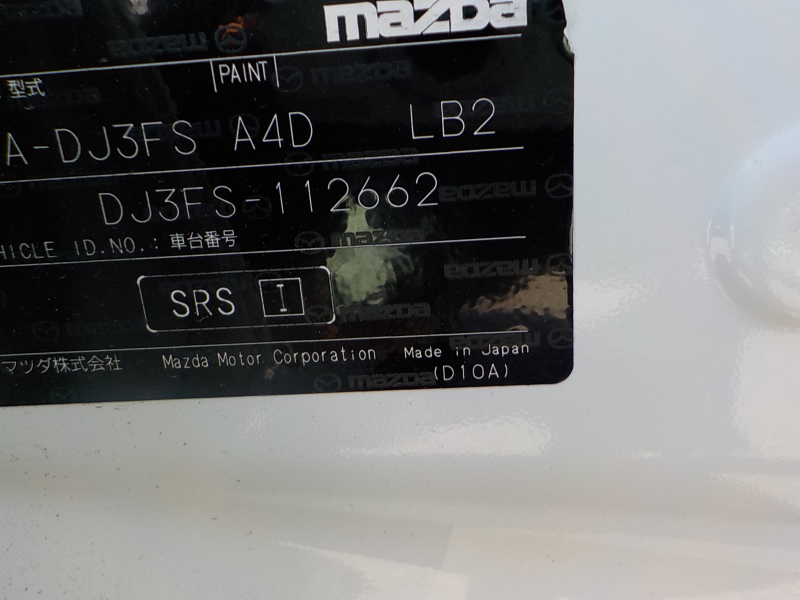 mazda
型式
PAINT
A-DJ3FS A4D LB2
DJ3FS-112662
HICLE ID.NO.: 車台番号
SRS I
マツダ株式会社 Mazda Motor Corporation Made in Japan
(D10A)